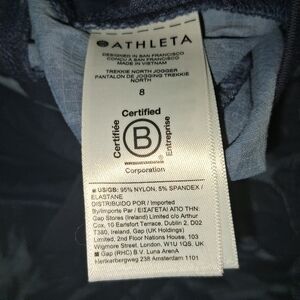 ATHLETA
DESIGNED IN SAN FRANCISCO
CONÇU À SAN FRANCISCO
MADE IN VIETNAM
TREKKIE NORTH JOGGER
PANTALON DE JOGGING TREKKIE
NORTH
8
Certified
Certifiée
B
Entreprise
Corporation
US/GB: 95% NYLON, 5% SPANDEX /
ELASTANE
DISTRIBUIDO POR / Imported
By/Importe Par / ΕΙΣΑΓΕΤΑΙ ΑΠΟ ΤΗΝ:
Gap Stores (Ireland) Limited c/o Arthur
Cox, 10 Earlsfort Terrace, Dublin 2, D02
T380, Ireland, Gap (UK Holdings)
Limited, 2nd Floor Nations House, 103
Wigmore Street, London, W1U 1QS. UK
Gap (RHC) B.V. Luna ArenA
Herikerbergweg 238 Amsterdam 1101